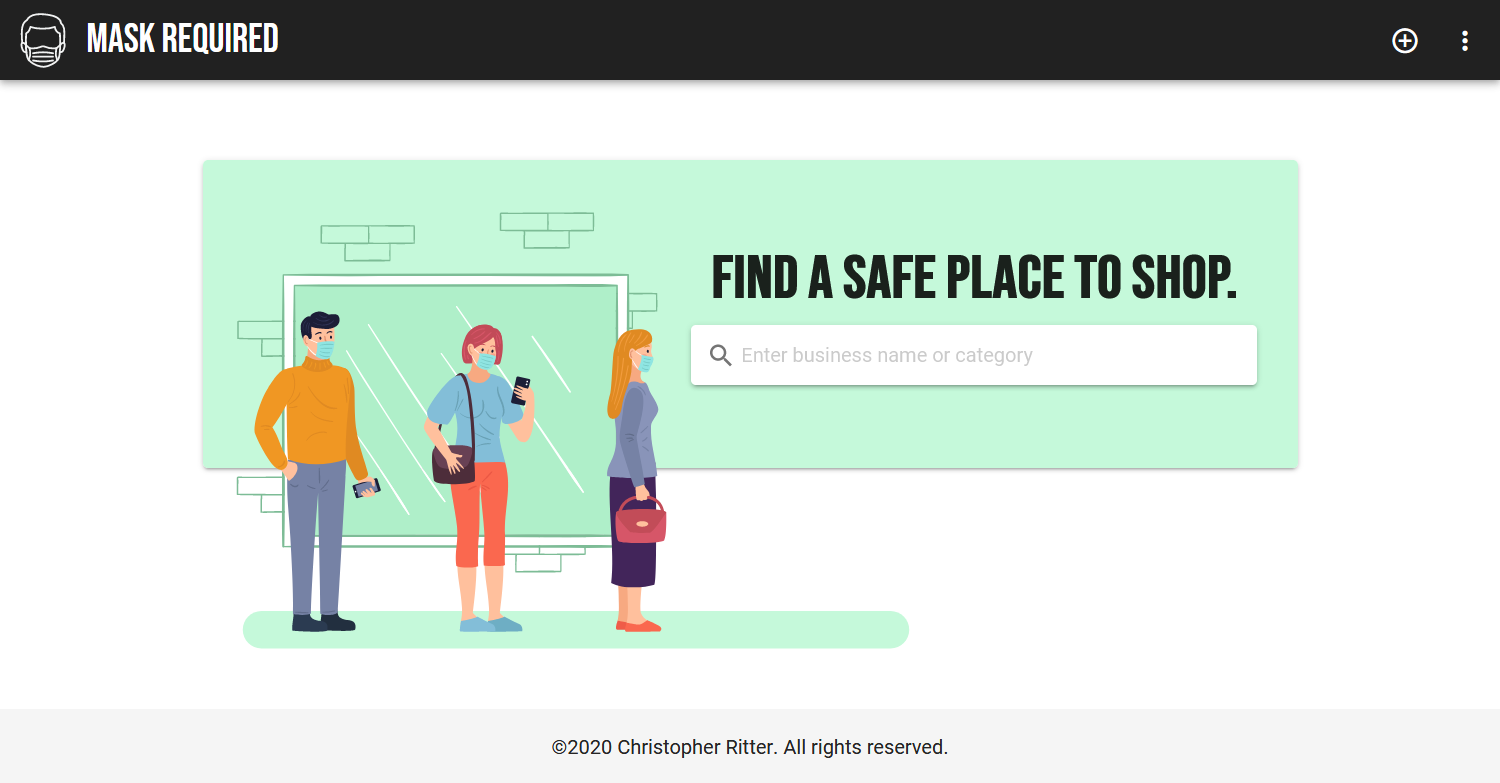 MASK REQUIRED
FIND A SAFE PLACE TO SHOP.
Enter business name or category
©2020 Christopher Ritter. All rights reserved.